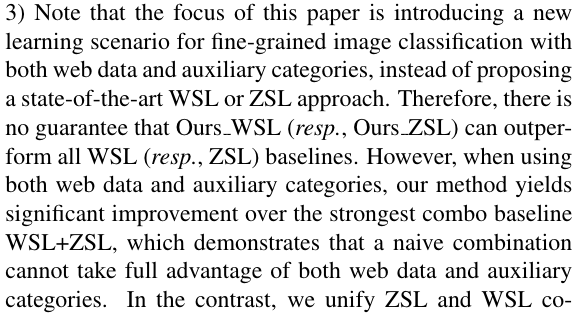 3) Note that the focus of this paper is introducing a new
learning scenario for fine-grained image classification with
both web data and auxiliary categories, instead of proposing
a state-of-the-art WSL or ZSL approach. Therefore, there is
no guarantee that Ours_WSL (resp., Ours_ZSL) can outper-
form all WSL (resp., ZSL) baselines. However, when using
both web data and auxiliary categories, our method yields
significant improvement over the strongest combo baseline
WSL+ZSL, which demonstrates that a naive combination
cannot take full advantage of both web data and auxiliary
categories. In the contrast, we unify ZSL and WSL co-